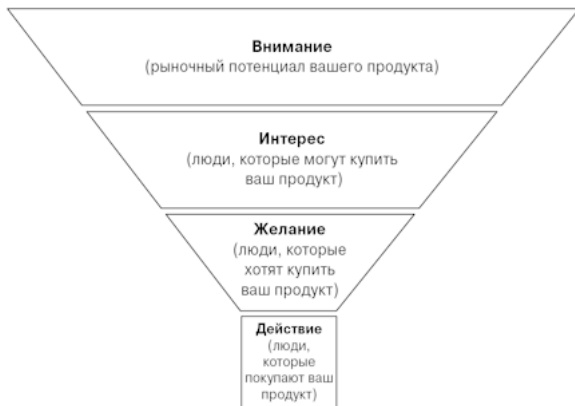 Внимание
(рыночный потенциал вашего продукта)
Интерес
(люди, которые могут купить
ваш продукт)
Желание
(люди, которые
хотят купить
ваш продукт)
Действие
(люди,
которые
покупают ваш
продукт)